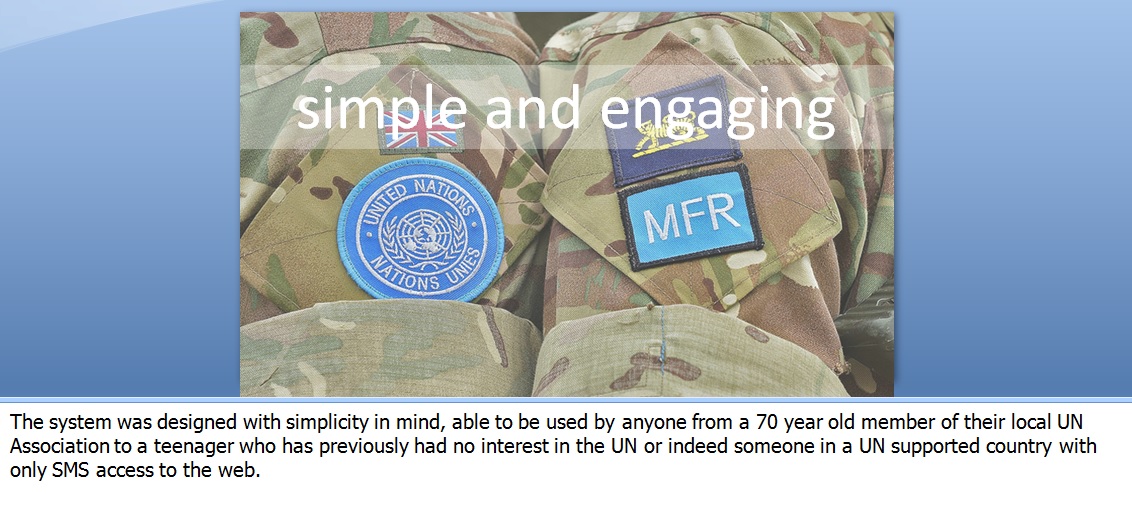 simple and engaging
UNITED NATIONS
NATIONS UNIES
MFR
The system was designed with simplicity in mind, able to be used by anyone from a 70 year old member of their local UN
Association to a teenager who has previously had no interest in the UN or indeed someone in a UN supported country with
only SMS access to the web.